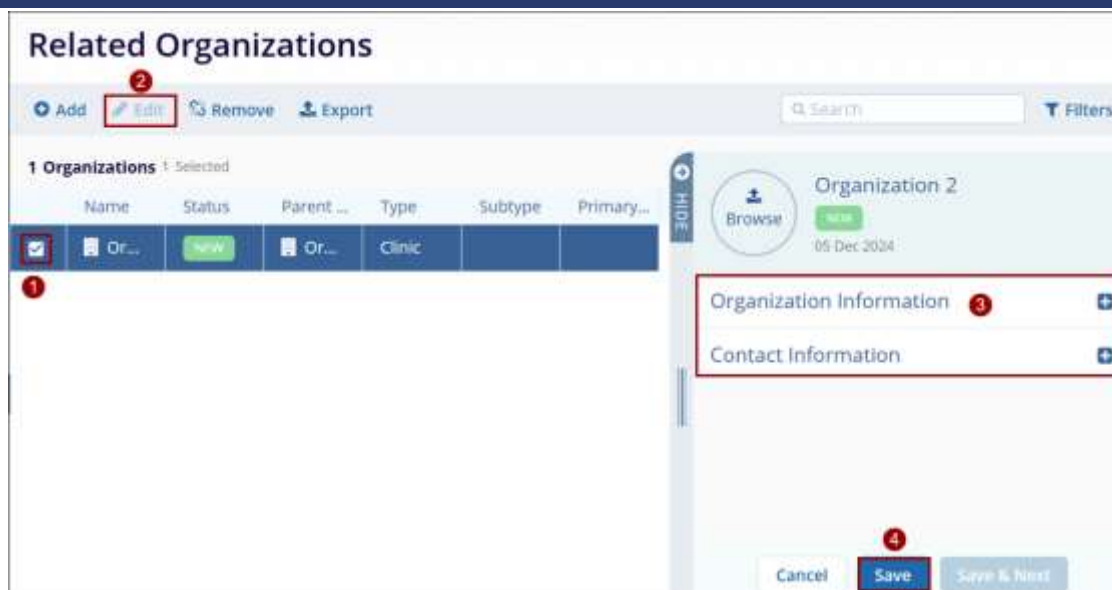 Related Organizations
2
Add Edit Remove Export Search Filters
1 Organizations 1 Selected
Name Status Parent ... Type Subtype Primary...
Or... NEW Or... Clinic
1
HIDE
Browse
Organization 2
NEW
05 Dec 2024
Organization Information 3
Contact Information
4
Cancel Save Save & Next